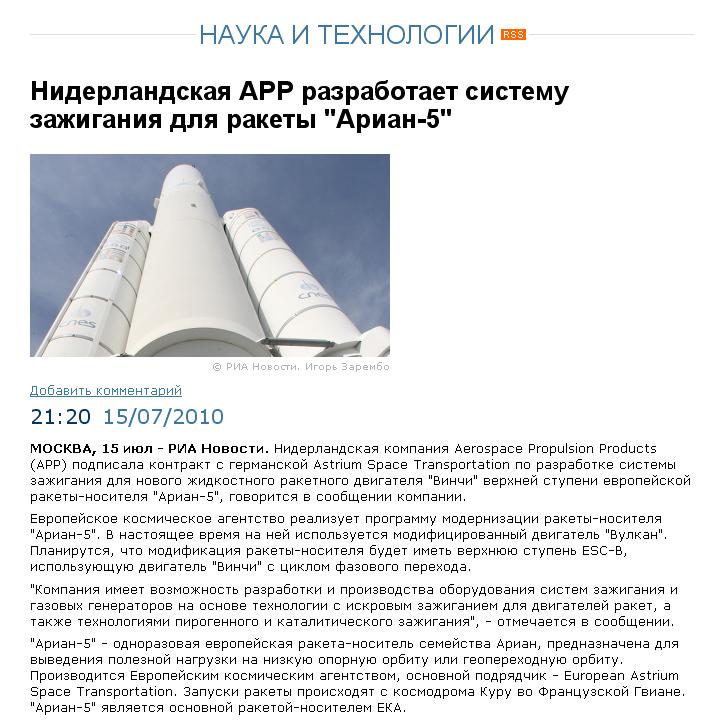 НАУКА И ТЕХНОЛОГИИ RSS
Нидерландская APP разработает систему
зажигания для ракеты "Ариан-5"
cnes
cnes
© РИА Новости. Игорь Зарембо
Добавить комментарий
21:20 15/07/2010
МОСКВА, 15 июл - РИА Новости. Нидерландская компания Aerospace Propulsion Products
(APP) подписала контракт с германской Astrium Space Transportation по разработке системы
зажигания для нового жидкостного ракетного двигателя "Винчи" верхней ступени европейской
ракеты-носителя "Ариан-5", говорится в сообщении компании.
Европейское космическое агентство реализует программу модернизации ракеты-носителя
"Ариан-5". В настоящее время на ней используется модифицированный двигатель "Вулкан".
Планирутся, что модификация ракеты-носителя будет иметь верхнюю ступень ESC-B,
использующую двигатель "Винчи" с циклом фазового перехода.
"Компания имеет возможность разработки и производства оборудования систем зажигания и
газовых генераторов на основе технологии с искровым зажиганием для двигателей ракет, а
также технологиями пирогенного и каталитического зажигания", - отмечается в сообщении.
"Ариан-5" - одноразовая европейская ракета-носитель семейства Ариан, предназначена для
выведения полезной нагрузки на низкую опорную орбиту или геопереходную орбиту.
Производится Европейским космическим агентством, основной подрядчик - European Astrium
Space Transportation. Запуски ракеты происходят с космодрома Куру во Французской Гвиане.
"Ариан-5" является основной ракетой-носителем ЕКА.